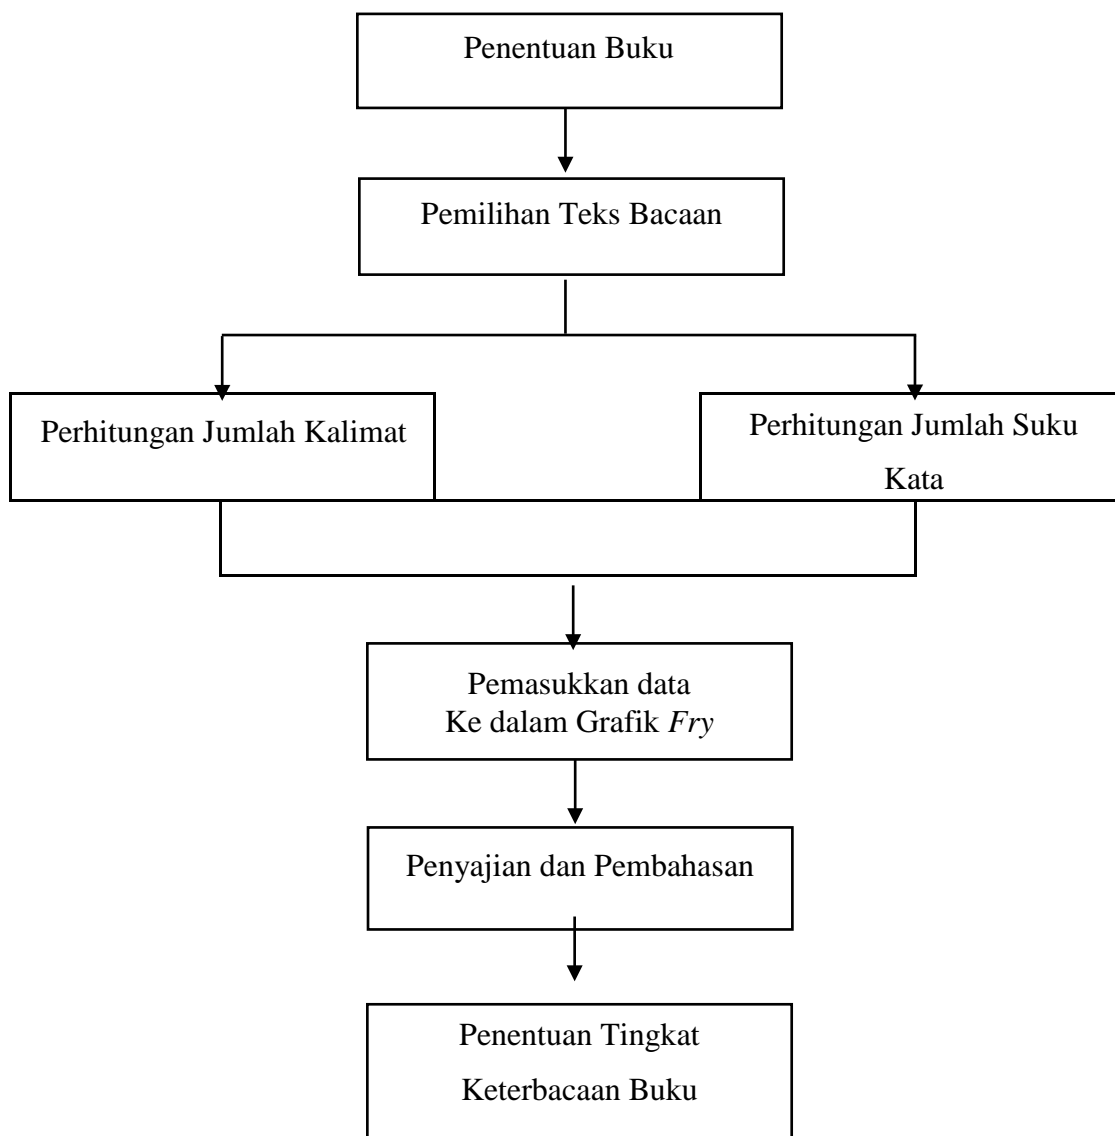 Penentuan Buku
Pemilihan Teks Bacaan
Perhitungan Jumlah Kalimat
Perhitungan Jumlah Suku
Kata
Pemasukkan data
Ke dalam Grafik Fry
Penyajian dan Pembahasan
Penentuan Tingkat
Keterbacaan Buku